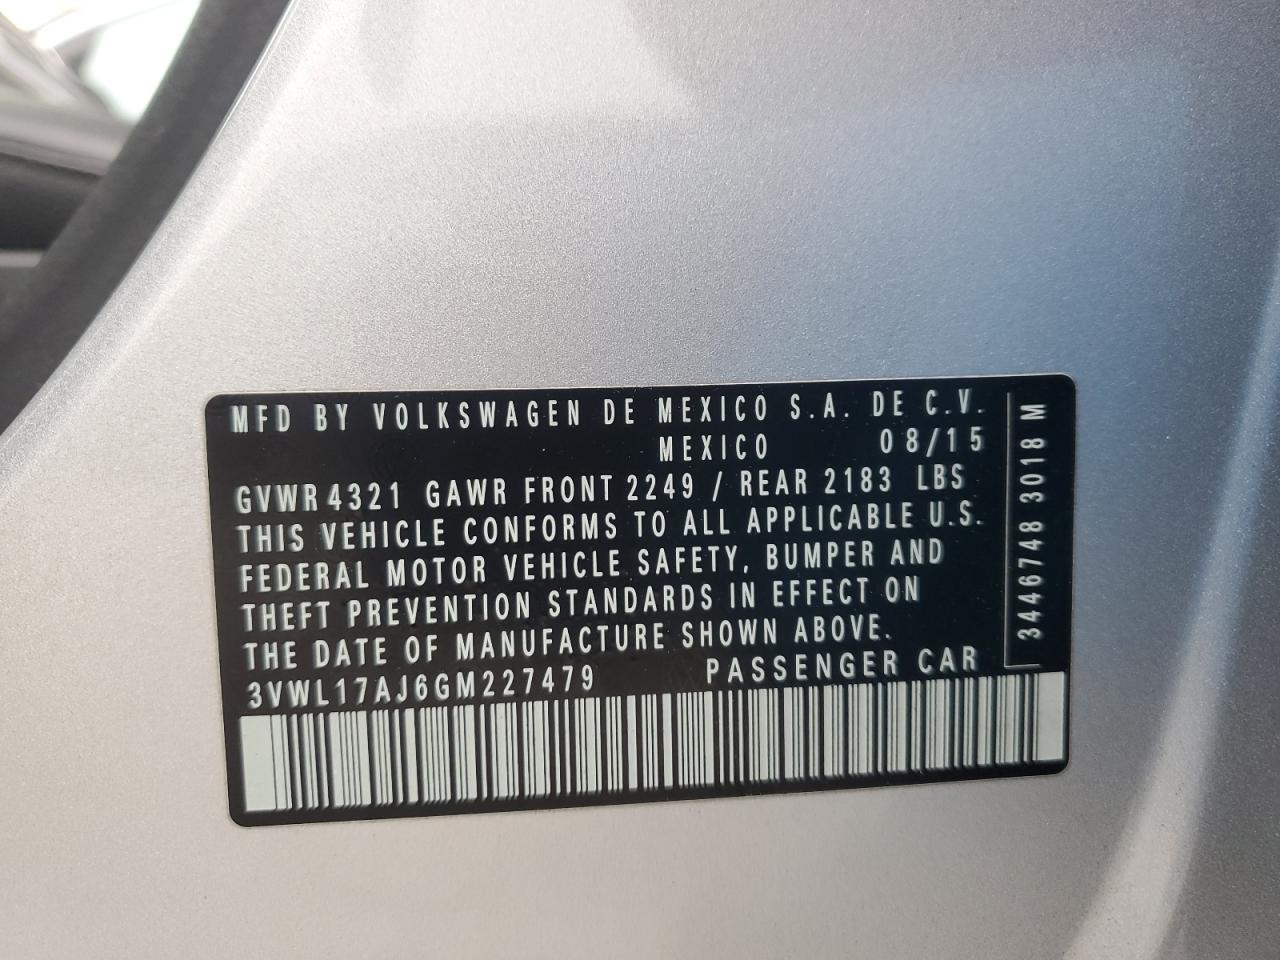 MFD BY VOLKSWAGEN DE MEXICO S.A. DE C.V.
MEXICO 08/15
GVWR 4321 GAWR FRONT 2249 / REAR 2183 LBS
THIS VEHICLE CONFORMS TO ALL APPLICABLE U.S.
FEDERAL MOTOR VEHICLE SAFETY, BUMPER AND
THEFT PREVENTION STANDARDS IN EFFECT ON
THE DATE OF MANUFACTURE SHOWN ABOVE.
3VWL17AJ6GM227479 PASSENGER CAR
3446748 3018 M